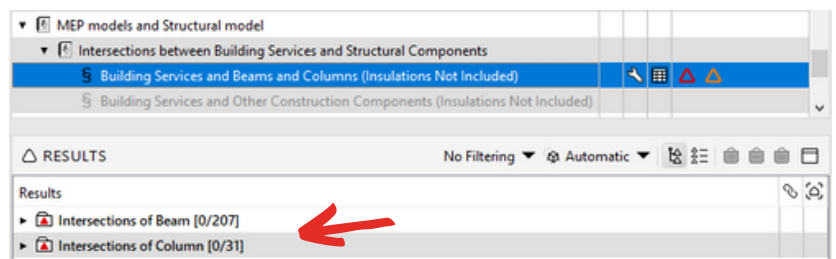 MEP models and Structural model
Intersections between Building Services and Structural Components
§ Building Services and Beams and Columns (Insulations Not Included)
§ Building Services and Other Construction Components (Insulations Not Included)
RESULTS No Filtering Automatic
Results
Intersections of Beam [0/207]
Intersections of Column [0/31]